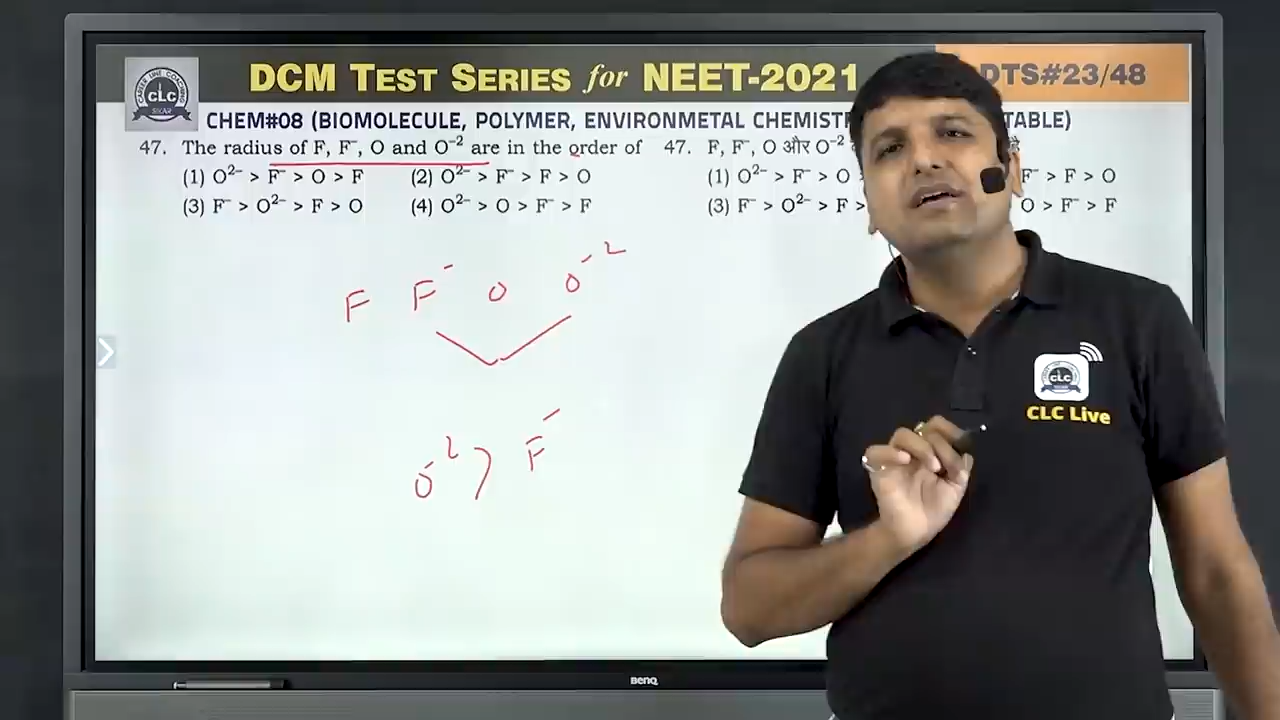 DCM TEST SERIES for NEET-2021
DTS#23/48
CLC
SIKAR
CHEM#08 (BIOMOLECULE, POLYMER, ENVIRONMETAL CHEMIST TABLE)
47. The radius of F, F⁻, O and O⁻² are in the order of
(1) O²⁻ > F⁻ > O > F (2) O²⁻ > F⁻ > F > O
(3) F⁻ > O²⁻ > F > O (4) O²⁻ > O > F⁻ > F
47. F, F⁻, O और O⁻²
(1) O²⁻ > F⁻ > O F⁻ > F > O
(3) F⁻ > O²⁻ > F > O > F⁻ > F
F F⁻ O O⁻²
O⁻² > F⁻
CLC
CLC Live
BenQ